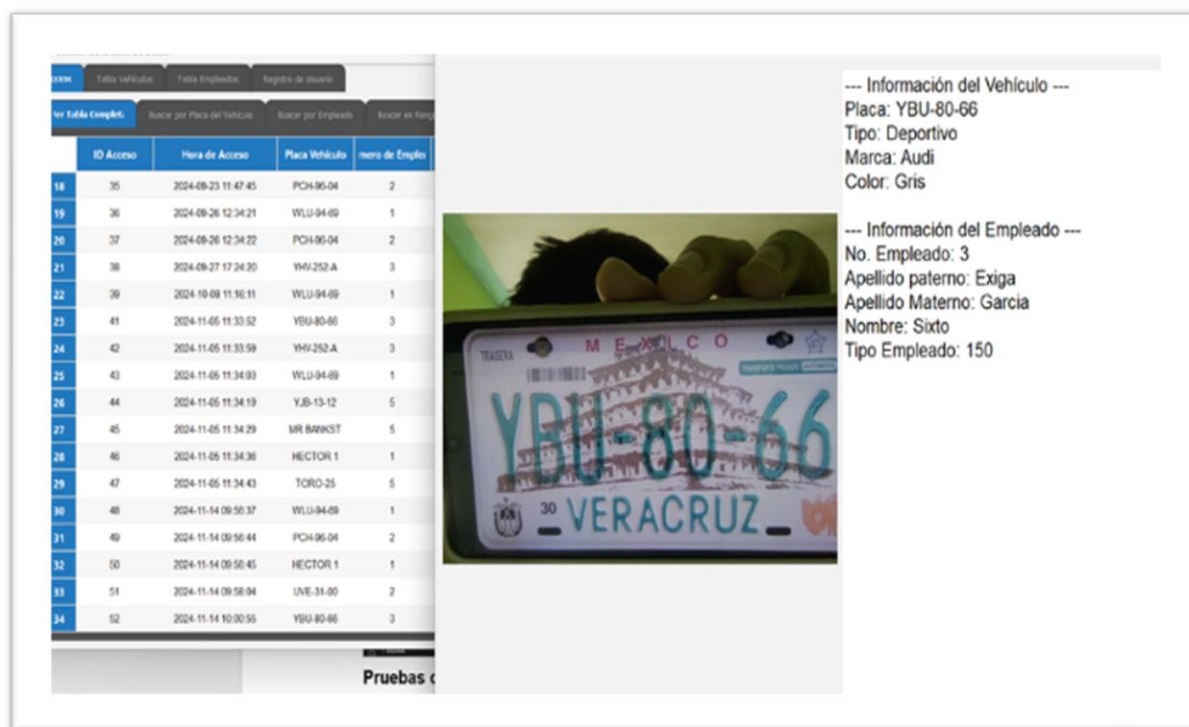 Tabla Vehículos Tabla Empleados Registro de Usuario
Ver Tabla Complet. Buscar por Placa del Vehículo Buscar por Empleado Buscar en Rang
ID Acceso Hora de Acceso Placa Vehículo mero de Emplea
18 35 2024-09-23 11:47:45 PCH-96-04 2
19 36 2024-09-26 12:34:21 WLU-94-69 1
20 37 2024-09-26 12:34:22 PCH-96-04 2
21 38 2024-09-27 17:24:20 YHV-252-A 3
22 39 2024-10-08 11:16:11 WLU-94-69 1
23 41 2024-11-05 11:33:52 YBU-80-66 3
24 42 2024-11-05 11:33:59 YHV-252-A 3
25 43 2024-11-05 11:34:03 WLU-94-69 1
26 44 2024-11-05 11:34:19 YJB-13-12 5
27 45 2024-11-05 11:34:29 MR BANKST 5
28 46 2024-11-05 11:34:36 HECTOR 1 1
29 47 2024-11-05 11:34:43 TORO-25 5
30 48 2024-11-14 09:56:37 WLU-94-69 1
31 49 2024-11-14 09:56:44 PCH-96-04 2
32 50 2024-11-14 09:56:45 HECTOR 1 1
33 51 2024-11-14 09:58:04 UVE-31-00 2
34 52 2024-11-14 10:00:55 YBU-80-66 3
Pruebas
TRASERA MEXICO
TRANSPORTE PRIVADO AUTOMOVIL
YBU-80-66
30 VERACRUZ
--- Información del Vehículo ---
Placa: YBU-80-66
Tipo: Deportivo
Marca: Audi
Color: Gris
--- Información del Empleado ---
No. Empleado: 3
Apellido paterno: Exiga
Apellido Materno: Garcia
Nombre: Sixto
Tipo Empleado: 150